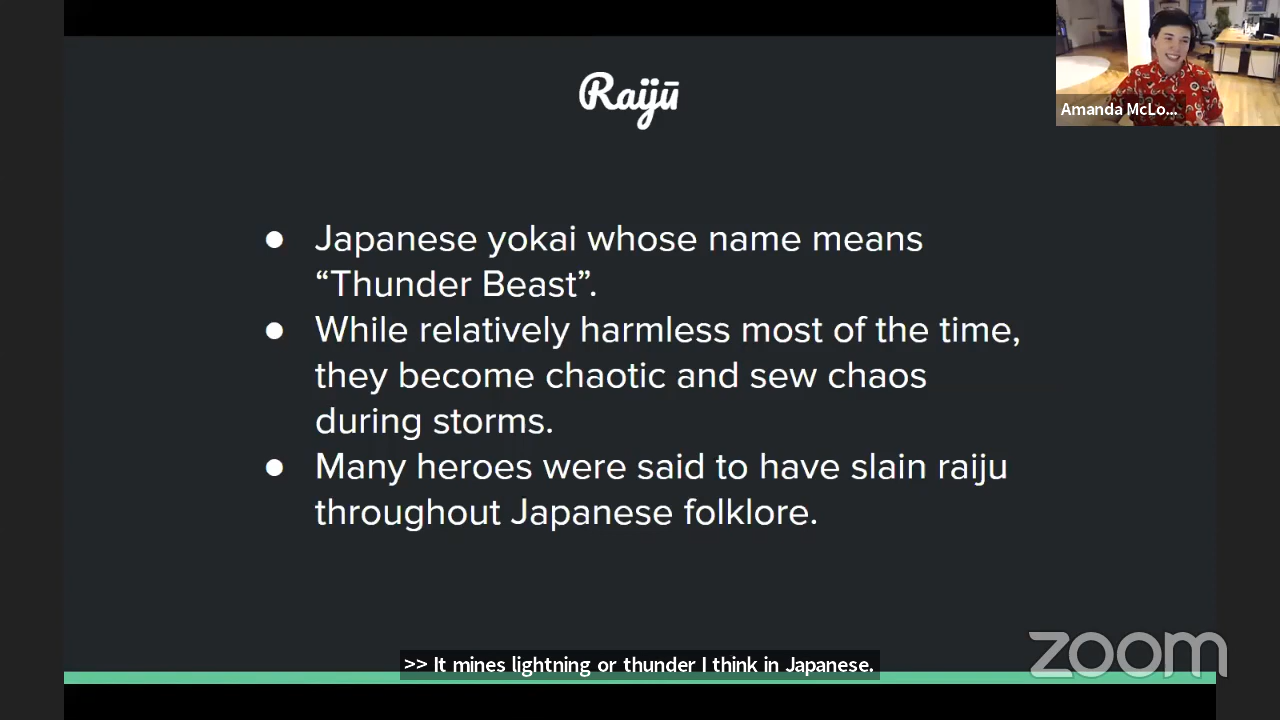 Raijū
Amanda McLo...
● Japanese yokai whose name means
“Thunder Beast”.
● While relatively harmless most of the time,
they become chaotic and sew chaos
during storms.
● Many heroes were said to have slain raiju
throughout Japanese folklore.
>> It mines lightning or thunder I think in Japanese.
zoom